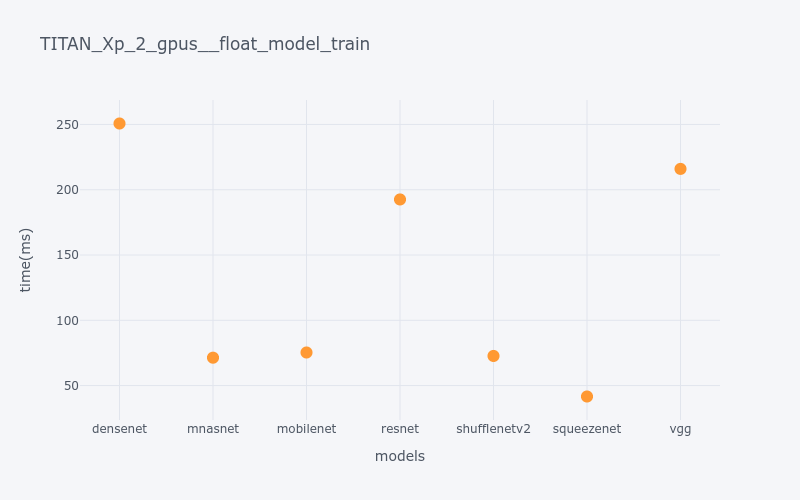 TITAN_Xp_2_gpus__float_model_train
250
200
150
100
50
time(ms)
densenet mnasnet mobilenet resnet shufflenetv2 squeezenet vgg
models